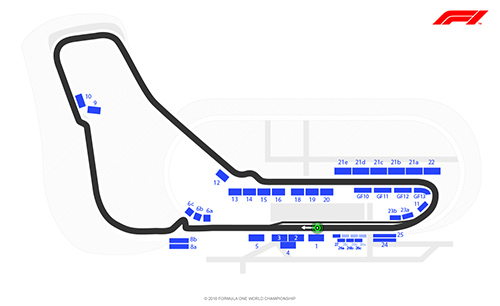 F1
10
9
21e 21d 21c 21b 21a 22
12
13 14 15 16 18 19 20
GF10 GF11 GF12 GF13
11
6c
6b 6a
23a
23b
8b
8a
5
3 2
4
1
25
24
© 2018 FORMULA ONE WORLD CHAMPIONSHIP